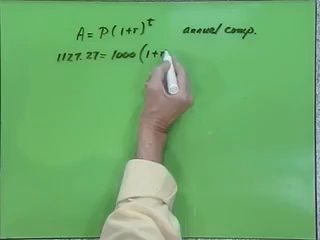 A = P(1+r)^t annual comp.
1127.27 = 1000 (1+r